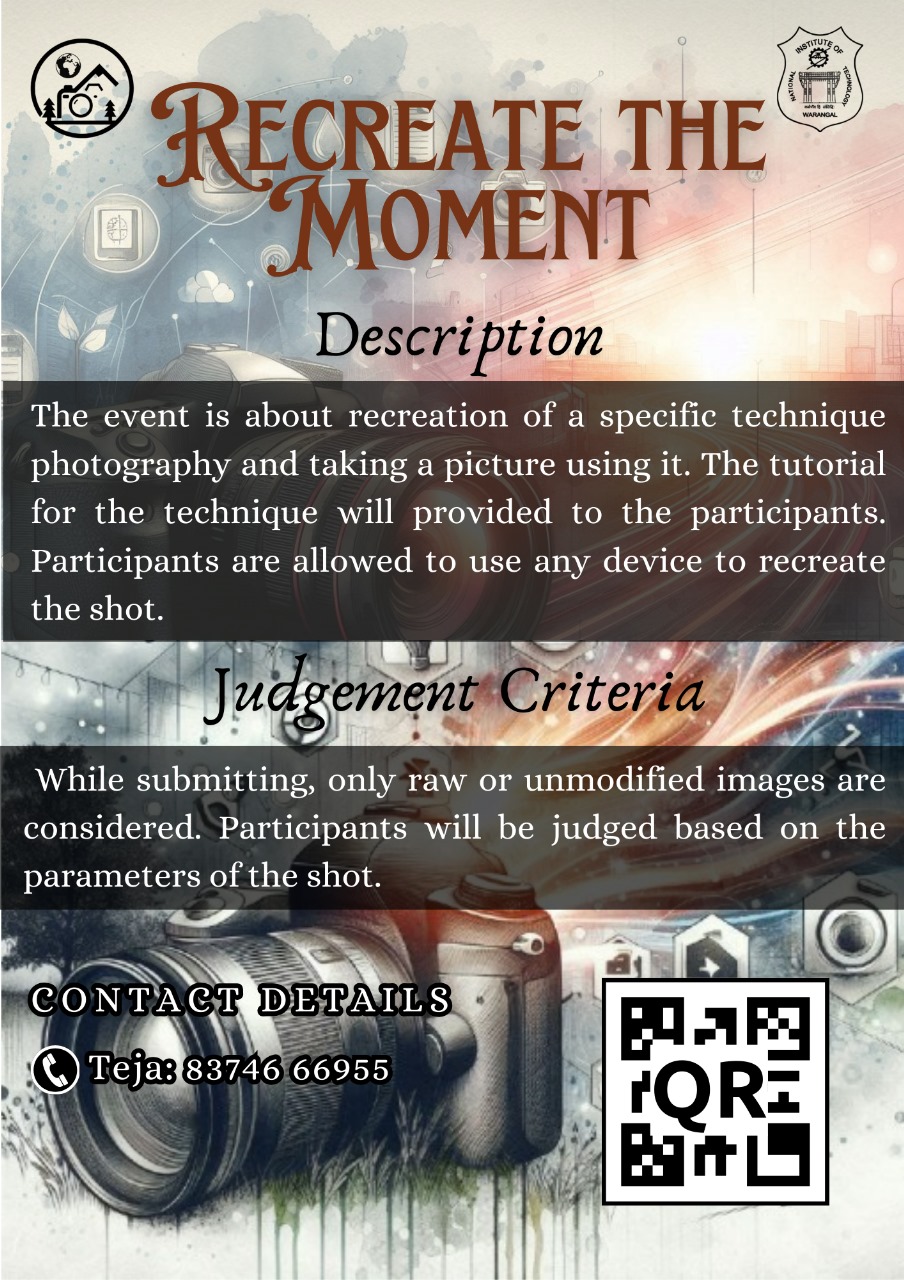 INSTITUTE OF
NATIONAL
TECHNOLOGY
WARANGAL
RECREATE THE
MOMENT
Description
The event is about recreation of a specific technique
photography and taking a picture using it. The tutorial
for the technique will provided to the participants.
Participants are allowed to use any device to recreate
the shot.
Judgement Criteria
While submitting, only raw or unmodified images are
considered. Participants will be judged based on the
parameters of the shot.
CONTACT DETAILS
Teja: 83746 66955
QR